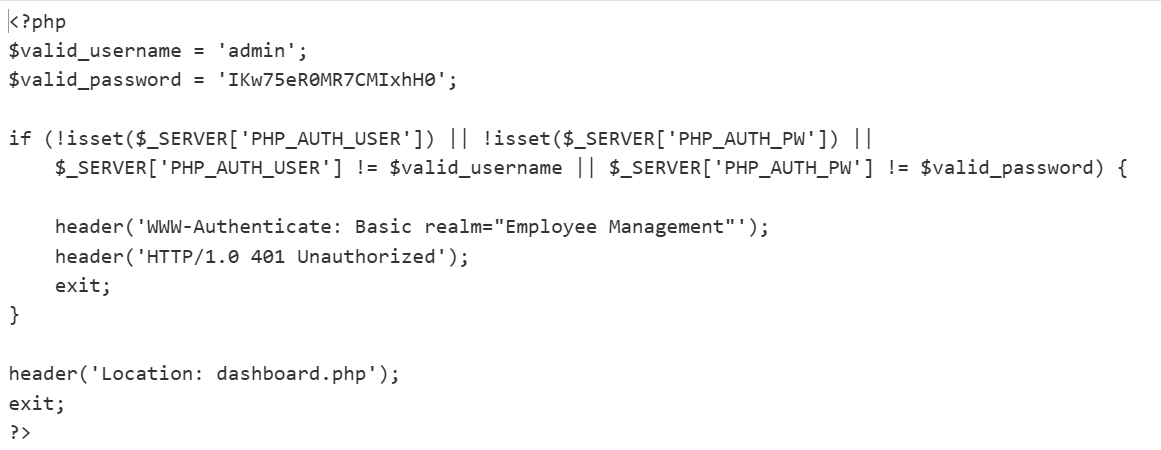 <?php
$valid_username = 'admin';
$valid_password = 'IKw75eR0MR7CMIxhH0';

if (!isset($_SERVER['PHP_AUTH_USER']) || !isset($_SERVER['PHP_AUTH_PW']) ||
    $_SERVER['PHP_AUTH_USER'] != $valid_username || $_SERVER['PHP_AUTH_PW'] != $valid_password) {

    header('WWW-Authenticate: Basic realm="Employee Management"');
    header('HTTP/1.0 401 Unauthorized');
    exit;
}

header('Location: dashboard.php');
exit;
?>